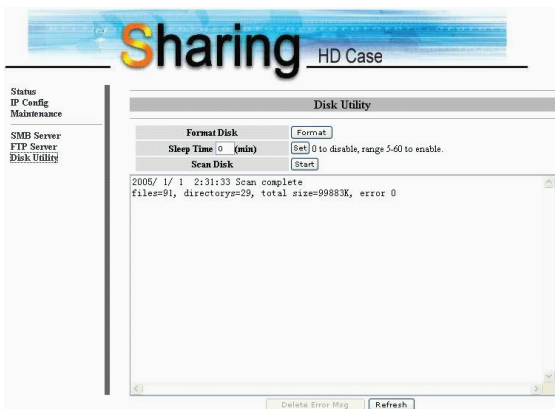 Sharing HD Case
Status
IP Config
Maintenance
SMB Server
FTP Server
Disk Utility
Disk Utility
Format Disk Format
Sleep Time 0 (min) Set 0 to disable, range 5-60 to enable.
Scan Disk Start
2005/ 1/ 1 2:31:33 Scan complete
files=91, directorys=29, total size=99883K, error 0
Delete Error Msg Refresh